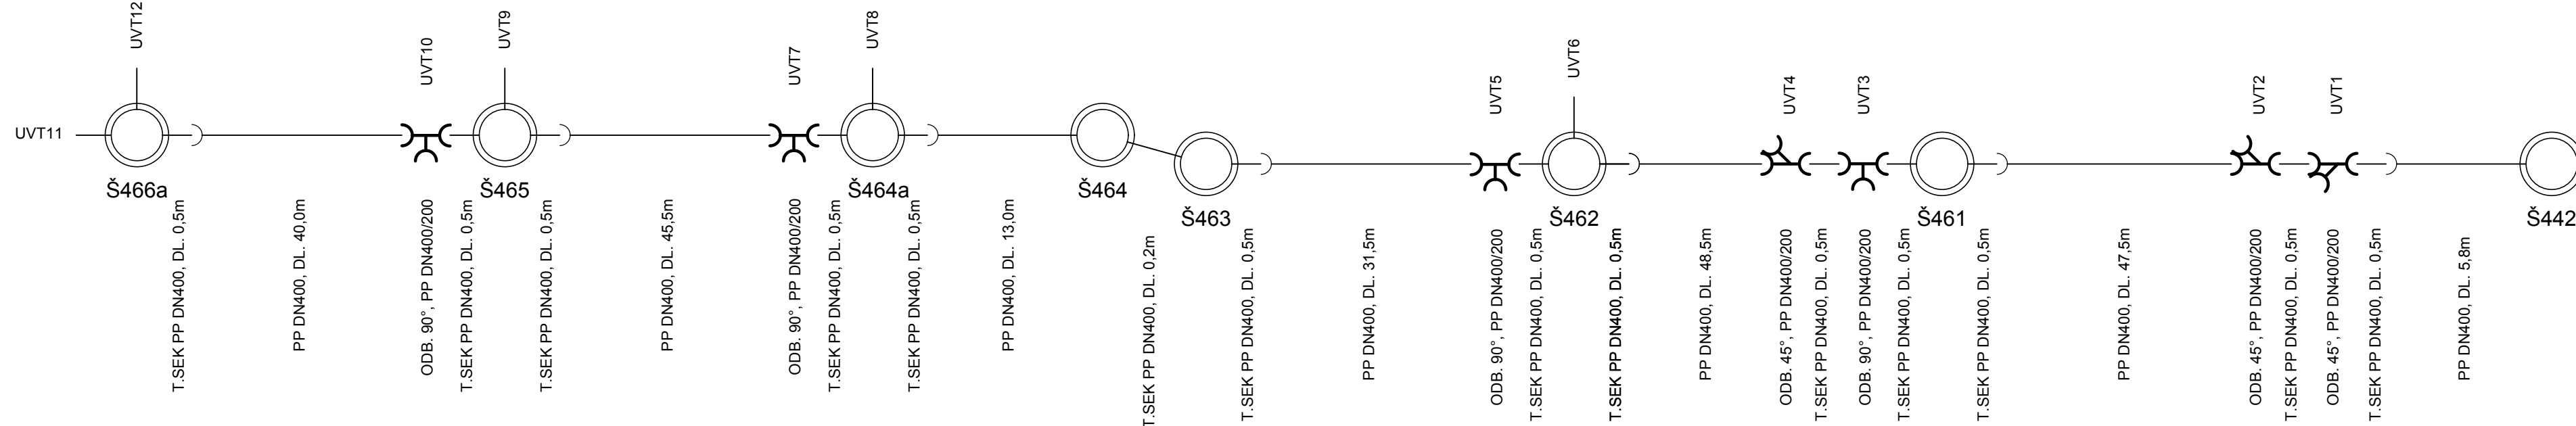 UVT12
UVT11
UVT10
UVT9
UVT7
UVT8
UVT5
UVT6
UVT4
UVT3
UVT2
UVT1
Š466a
Š465
Š464a
Š464
Š463
Š462
Š461
Š442
T.SEK PP DN400, DL. 0,5m
PP DN400, DL. 40,0m
ODB. 90°, PP DN400/200
T.SEK PP DN400, DL. 0,5m
T.SEK PP DN400, DL. 0,5m
PP DN400, DL. 45,5m
ODB. 90°, PP DN400/200
T.SEK PP DN400, DL. 0,5m
T.SEK PP DN400, DL. 0,5m
PP DN400, DL. 13,0m
T.SEK PP DN400, DL. 0,2m
T.SEK PP DN400, DL. 0,5m
PP DN400, DL. 31,5m
ODB. 90°, PP DN400/200
T.SEK PP DN400, DL. 0,5m
T.SEK PP DN400, DL. 0,5m
PP DN400, DL. 48,5m
ODB. 45°, PP DN400/200
T.SEK PP DN400, DL. 0,5m
ODB. 90°, PP DN400/200
T.SEK PP DN400, DL. 0,5m
T.SEK PP DN400, DL. 0,5m
PP DN400, DL. 47,5m
ODB. 45°, PP DN400/200
T.SEK PP DN400, DL. 0,5m
ODB. 45°, PP DN400/200
T.SEK PP DN400, DL. 0,5m
PP DN400, DL. 5,8m